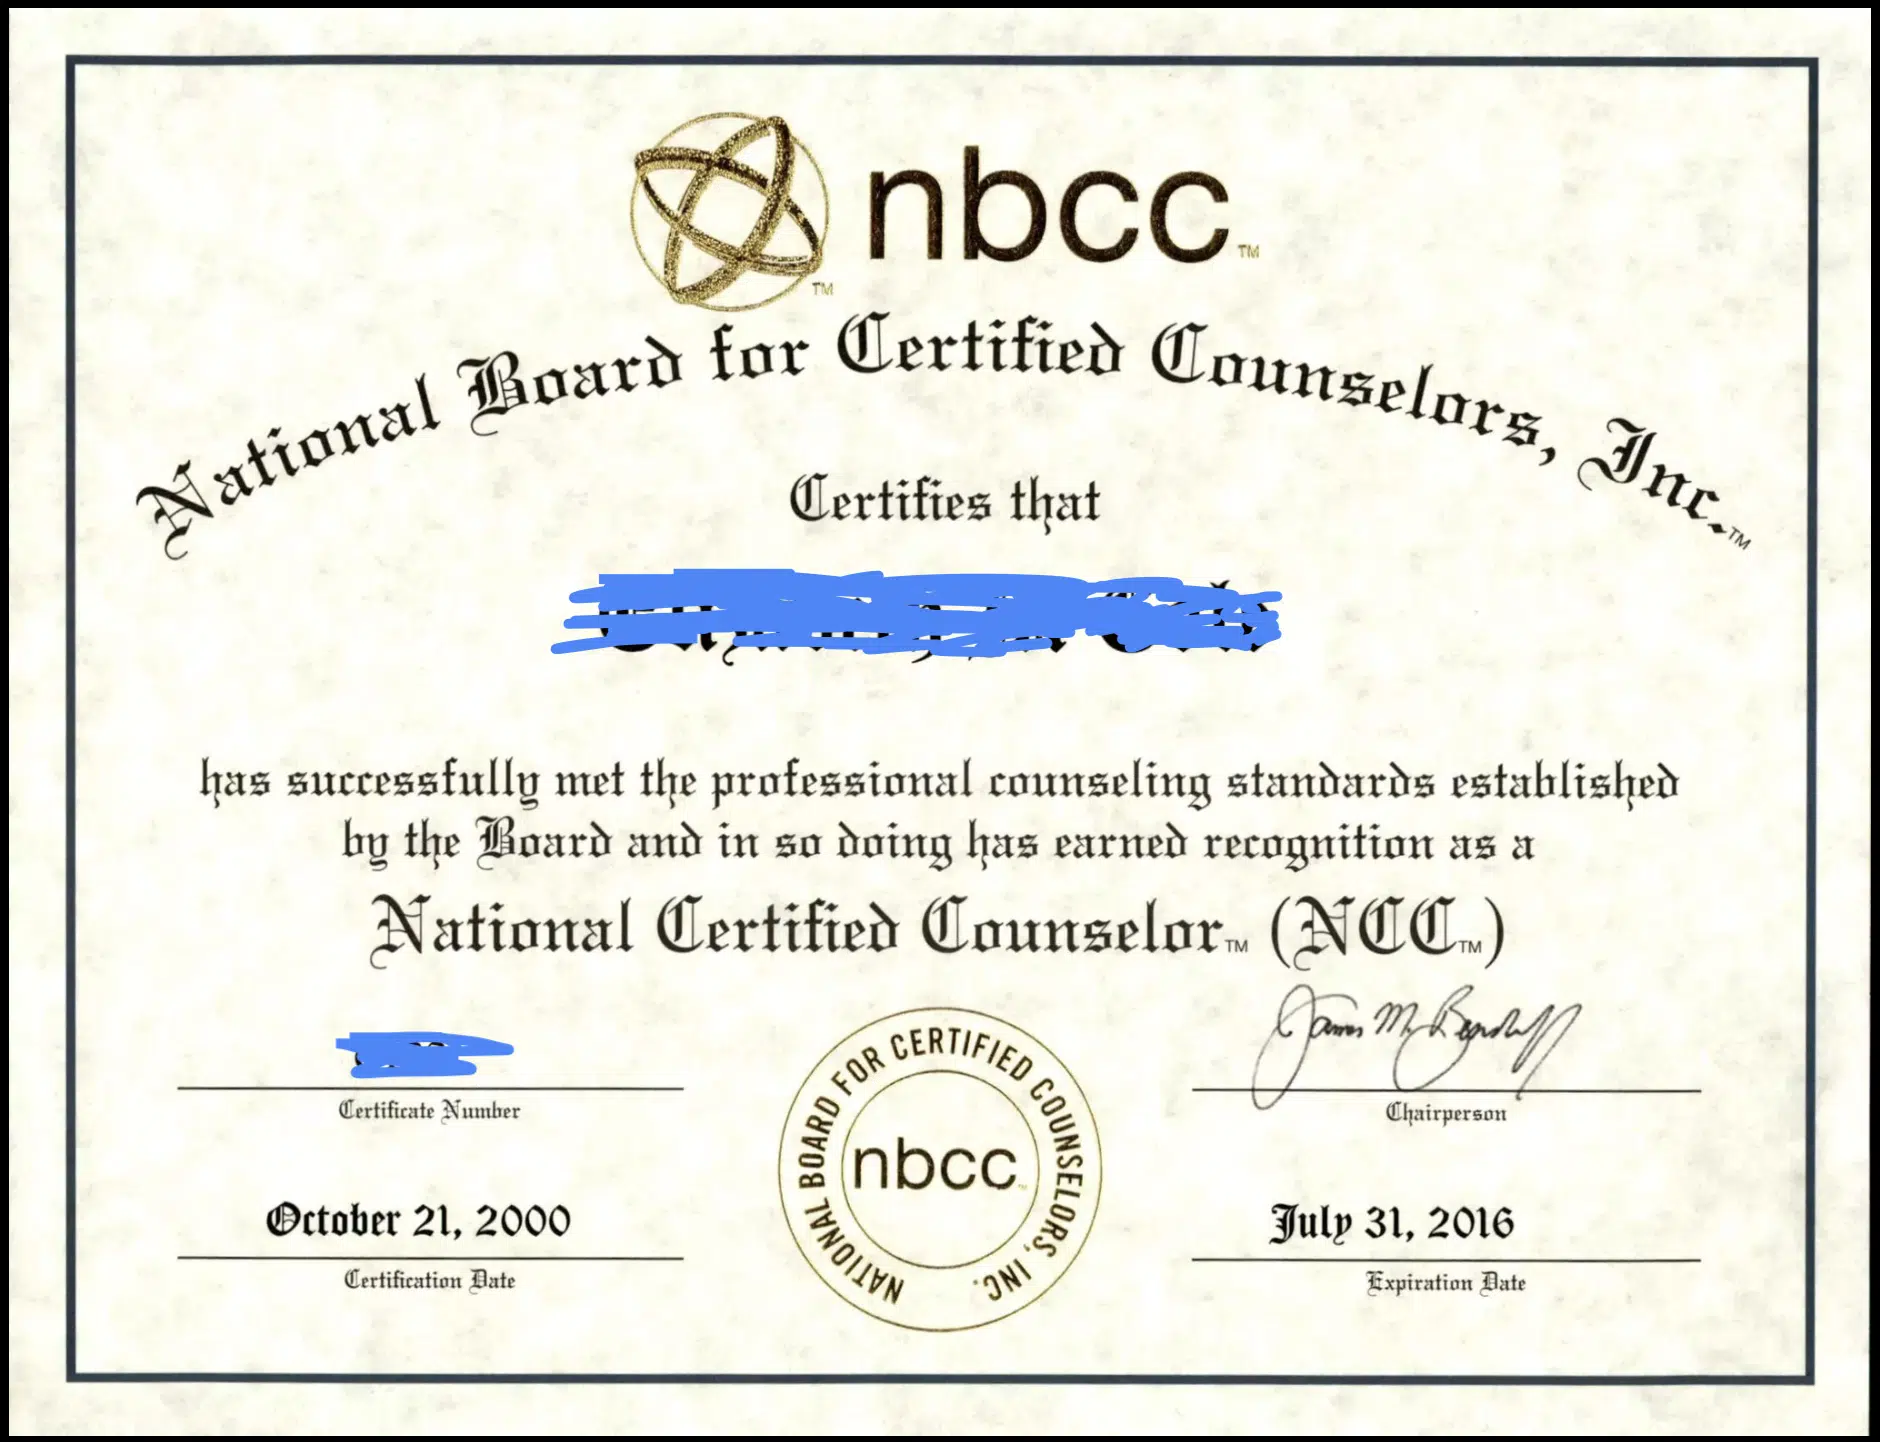 nbcc™
™
National Board for Certified Counselors, Inc.™
Certifies that
has successfully met the professional counseling standards established
by the Board and in so doing has earned recognition as a
National Certified Counselor™ (NCC™)
Certificate Number
James M.
Chairperson
NATIONAL BOARD FOR CERTIFIED COUNSELORS, INC.
nbcc
October 21, 2000
Certification Date
July 31, 2016
Expiration Date